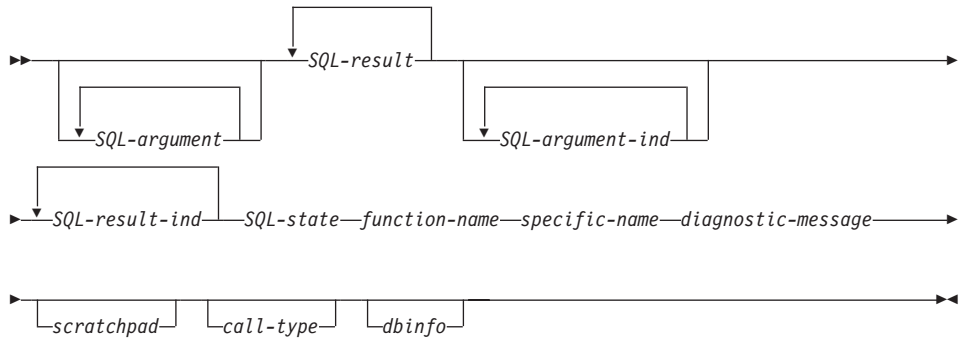 SQL-result
SQL-argument
SQL-argument-ind
SQL-result-ind SQL-state function-name specific-name diagnostic-message
scratchpad call-type dbinfo